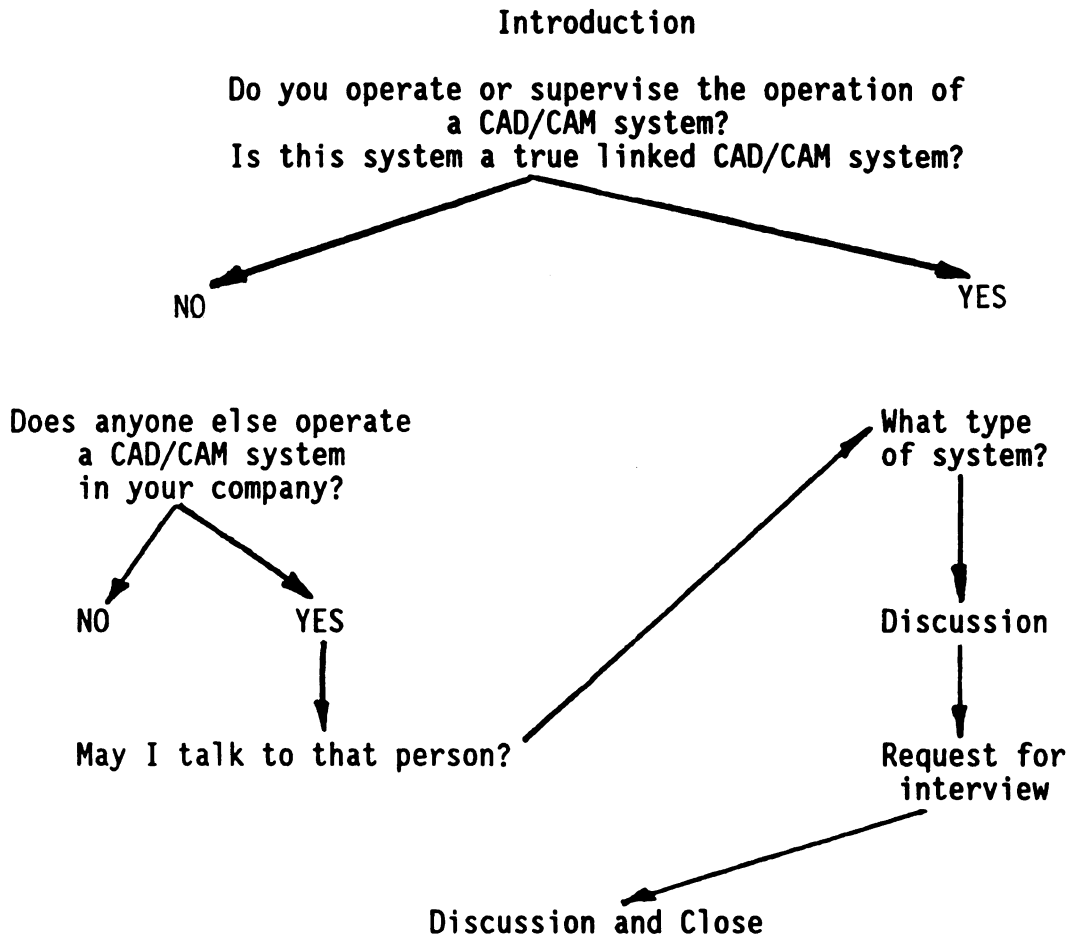 Introduction
Do you operate or supervise the operation of
a CAD/CAM system?
Is this system a true linked CAD/CAM system?
NO
YES
Does anyone else operate
a CAD/CAM system
in your company?
What type
of system?
NO
YES
Discussion
May I talk to that person?
Request for
interview
Discussion and Close